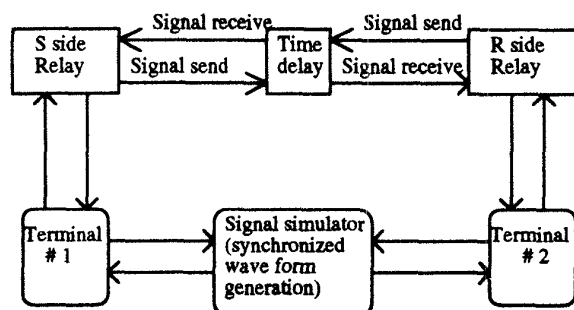 Signal receive
Signal send
S side
Relay
Time
delay
R side
Relay
Signal send
Signal receive
Terminal
# 1
Signal simulator
(synchronized
wave form
generation)
Terminal
# 2